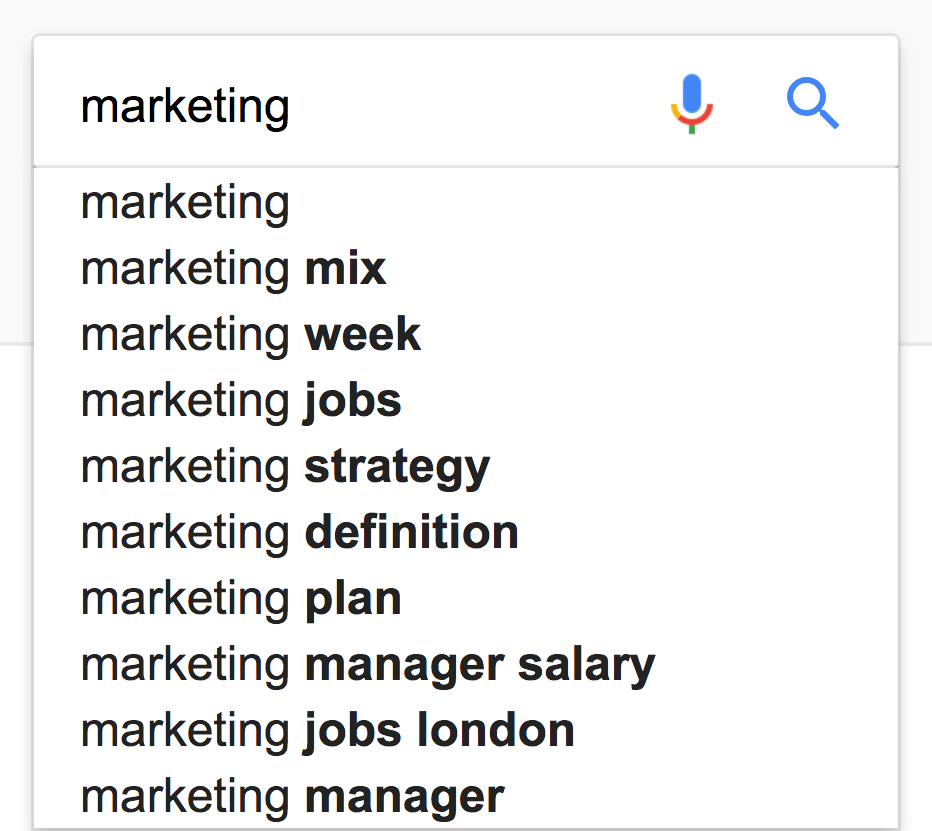 marketing
marketing
marketing mix
marketing week
marketing jobs
marketing strategy
marketing definition
marketing plan
marketing manager salary
marketing jobs london
marketing manager